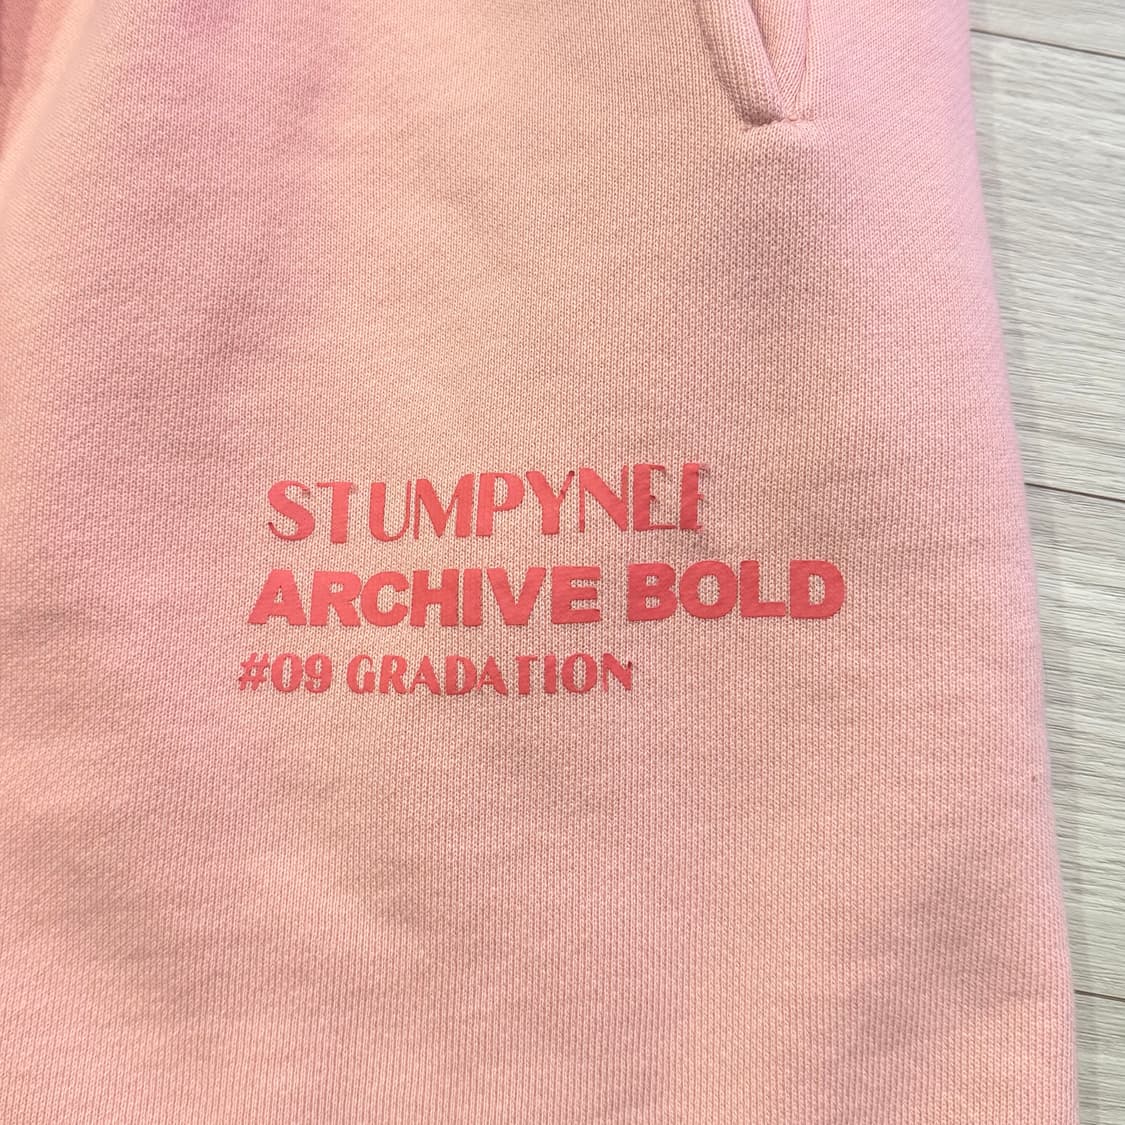 STUMPYNEE
ARCHIVE BOLD
#09 GRADATION